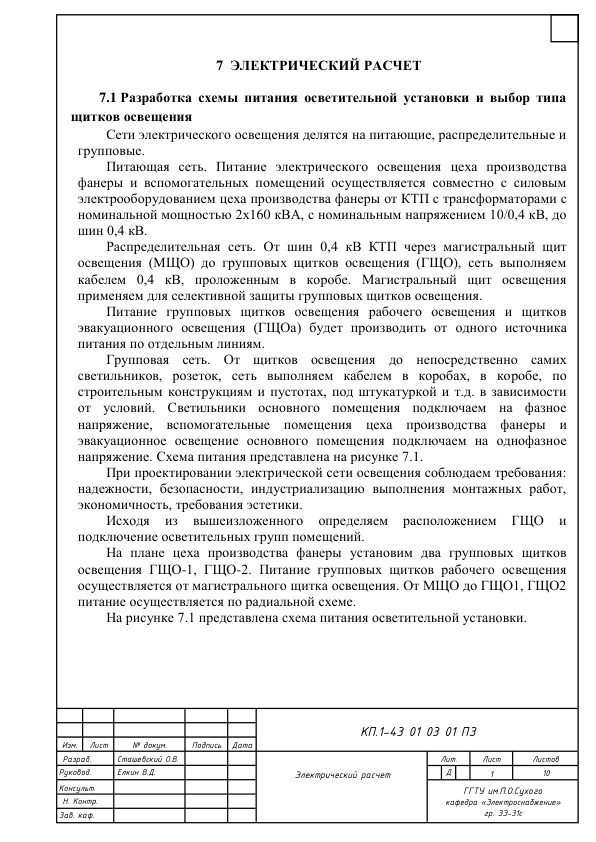 7 ЭЛЕКТРИЧЕСКИЙ РАСЧЕТ
7.1 Разработка схемы питания осветительной установки и выбор типа
щитков освещения
Сети электрического освещения делятся на питающие, распределительные и
групповые.
Питающая сеть. Питание электрического освещения цеха производства
фанеры и вспомогательных помещений осуществляется совместно с силовым
электрооборудованием цеха производства фанеры от КТП с трансформаторами с
номинальной мощностью 2х160 кВА, с номинальным напряжением 10/0,4 кВ, до
шин 0,4 кВ.
Распределительная сеть. От шин 0,4 кВ КТП через магистральный щит
освещения (МЩО) до групповых щитков освещения (ГЩО), сеть выполняем
кабелем 0,4 кВ, проложенным в коробе. Магистральный щит освещения
применяем для селективной защиты групповых щитков освещения.
Питание групповых щитков освещения рабочего освещения и щитков
эвакуационного освещения (ГЩОа) будет производить от одного источника
питания по отдельным линиям.
Групповая сеть. От щитков освещения до непосредственно самих
светильников, розеток, сеть выполняем кабелем в коробах, в коробе, по
строительным конструкциям и пустотах, под штукатуркой и т.д. в зависимости
от условий. Светильники основного помещения подключаем на фазное
напряжение, вспомогательные помещения цеха производства фанеры и
эвакуационное освещение основного помещения подключаем на однофазное
напряжение. Схема питания представлена на рисунке 7.1.
При проектировании электрической сети освещения соблюдаем требования:
надежности, безопасности, индустриализацию выполнения монтажных работ,
экономичность, требования эстетики.
Исходя из вышеизложенного определяем расположением ГЩО и
подключение осветительных групп помещений.
На плане цеха производства фанеры установим два групповых щитков
освещения ГЩО-1, ГЩО-2. Питание групповых щитков рабочего освещения
осуществляется от магистрального щитка освещения. От МЩО до ГЩО1, ГЩО2
питание осуществляется по радиальной схеме.
На рисунке 7.1 представлена схема питания осветительной установки.
КП.1-43 01 03 01 ПЗ
Изм. Лист № докум. Подпись Дата
Разраб. Сташевский О.В.
Руковод. Елкин В.Д.
Консульт.
Н. Контр.
Зав. каф.
Электрический расчет
Лит. Лист Листов
Д 1 10
ГГТУ им.П.О.Сухого
кафедра «Электроснабжение»
гр. ЗЭ-31с